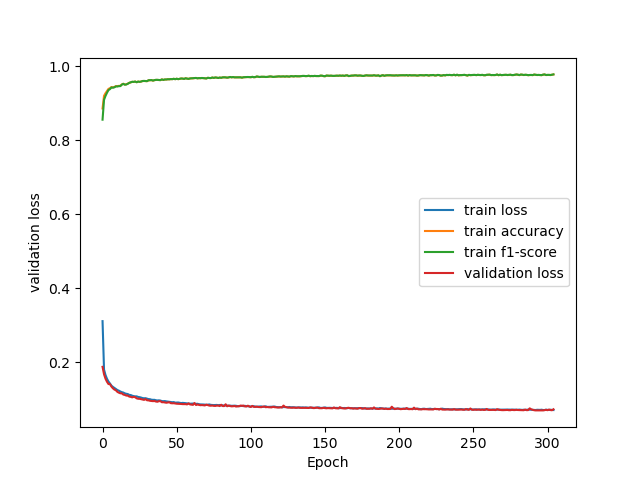 1.0
0.8
0.6
0.4
0.2
validation loss
train loss
train accuracy
train f1-score
validation loss
0 50 100 150 200 250 300
Epoch